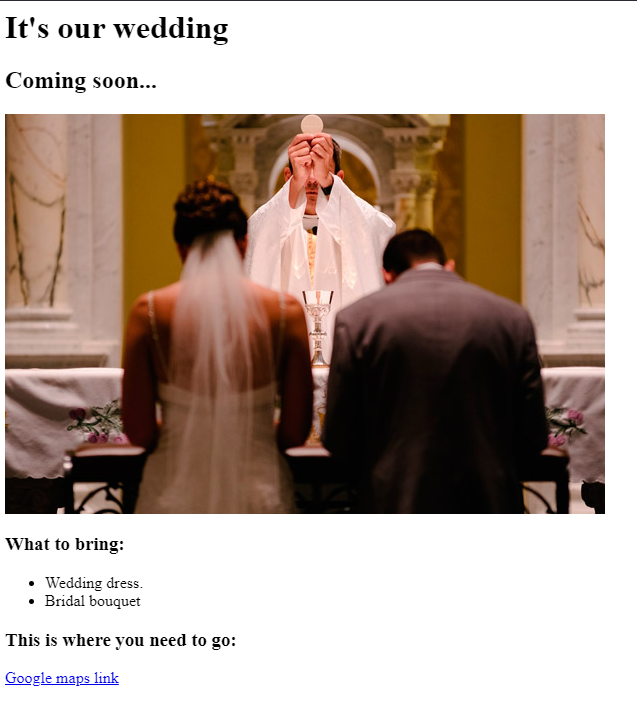 It's our wedding
Coming soon...
What to bring:
Wedding dress.
Bridal bouquet
This is where you need to go:
Google maps link